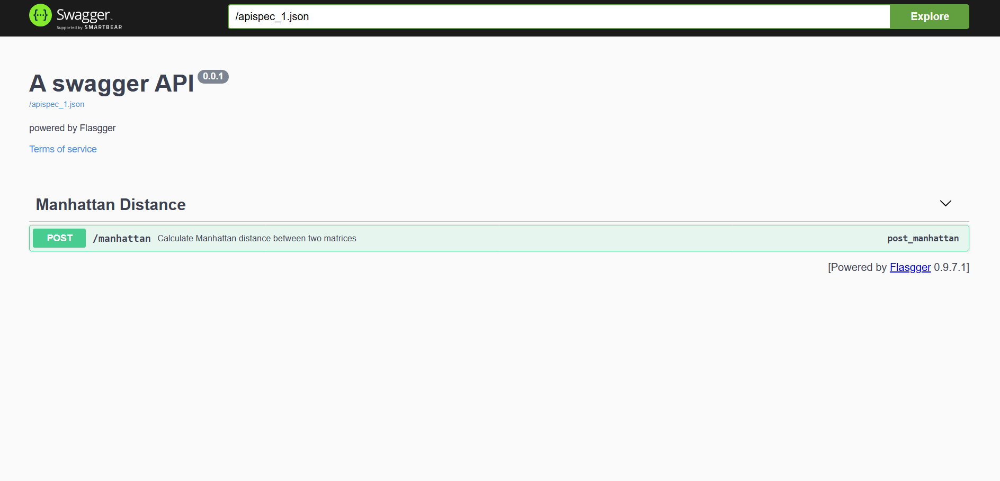 Swagger
Supported by SMARTBEAR
/apispec_1.json
Explore
A swagger API 0.0.1
/apispec_1.json
powered by Flasgger
Terms of service
Manhattan Distance
POST /manhattan Calculate Manhattan distance between two matrices post_manhattan
[Powered by Flasgger 0.9.7.1]